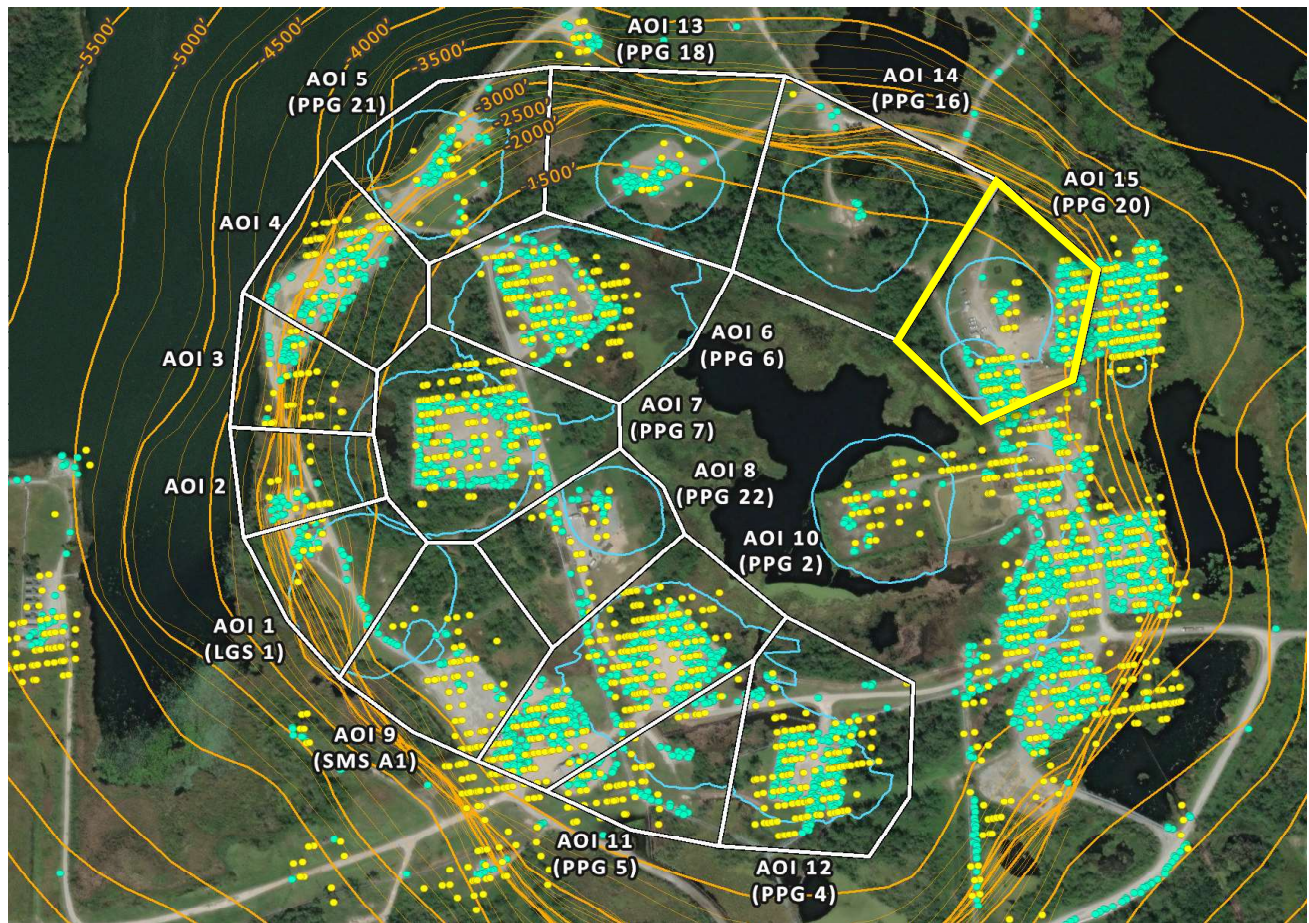 -5500'
-5000'
-4500'
-4000'
-3500'
-3000'
-2500'
-2000'
-1500'
AOI 13
(PPG 18)
AOI 5
(PPG 21)
AOI 14
(PPG 16)
AOI 15
(PPG 20)
AOI 4
AOI 3
AOI 6
(PPG 6)
AOI 7
(PPG 7)
AOI 2
AOI 8
(PPG 22)
AOI 10
(PPG 2)
AOI 1
(LGS 1)
AOI 9
(SMS A1)
AOI 11
(PPG 5)
AOI 12
(PPG 4)